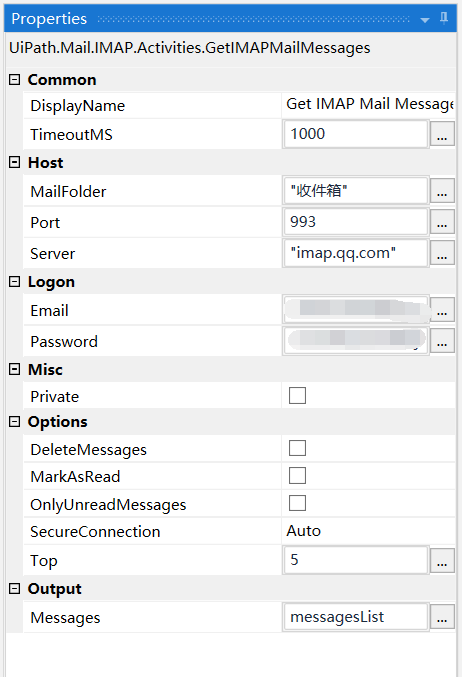 Properties
UiPath.Mail.IMAP.Activities.GetIMAPMailMessages
Common
DisplayName Get IMAP Mail Message
TimeoutMS 1000 ...
Host
MailFolder "收件箱" ...
Port 993 ...
Server "imap.qq.com" ...
Logon
Email ...
Password ...
Misc
Private
Options
DeleteMessages
MarkAsRead
OnlyUnreadMessages
SecureConnection Auto
Top 5 ...
Output
Messages messagesList ...